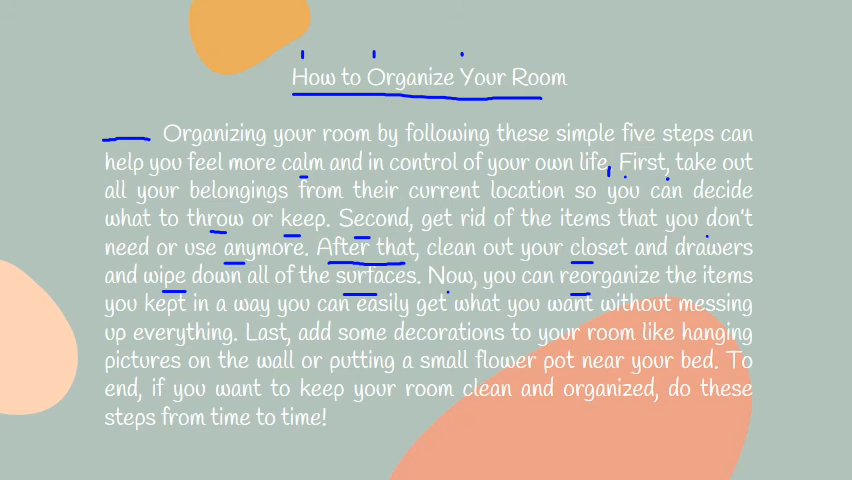 How to Organize Your Room
Organizing your room by following these simple five steps can
help you feel more calm and in control of your own life. First, take out
all your belongings from their current location so you can decide
what to throw or keep. Second, get rid of the items that you don't
need or use anymore. After that, clean out your closet and drawers
and wipe down all of the surfaces. Now, you can reorganize the items
you kept in a way you can easily get what you want without messing
up everything. Last, add some decorations to your room like hanging
pictures on the wall or putting a small flower pot near your bed. To
end, if you want to keep your room clean and organized, do these
steps from time to time!